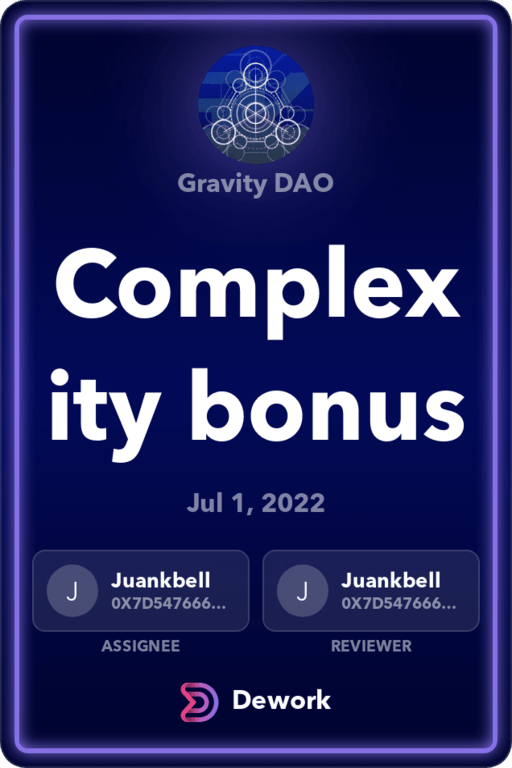 Gravity DAO
Complex
ity bonus
Jul 1, 2022
J Juankbell
0X7D547666...
ASSIGNEE
J Juankbell
0X7D547666...
REVIEWER
Dework